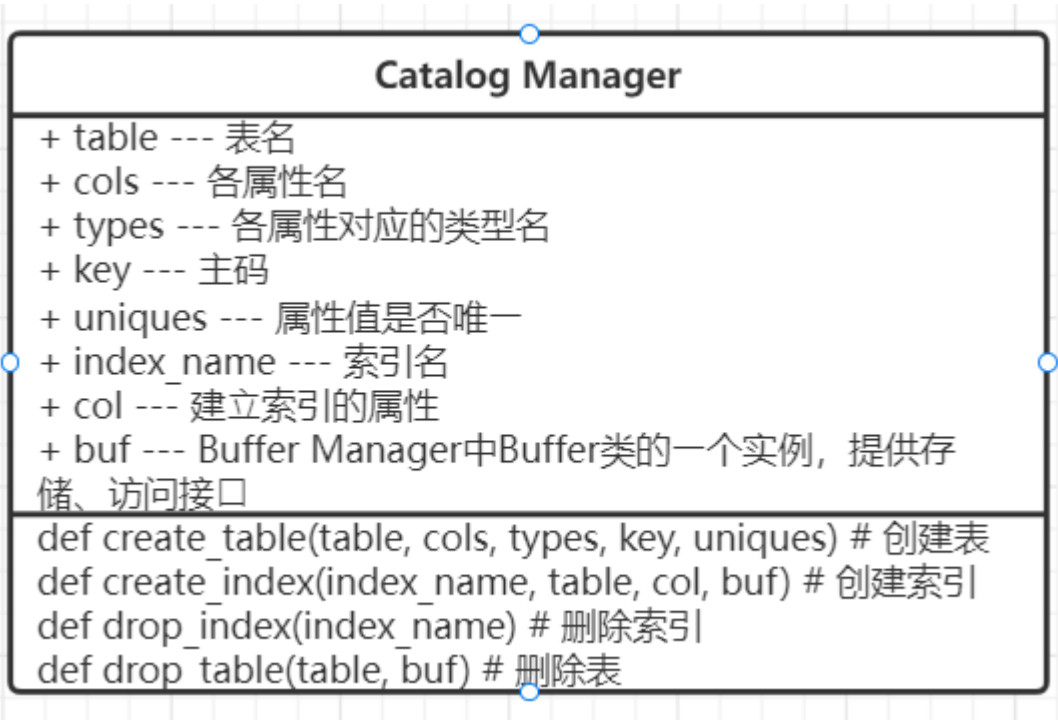 Catalog Manager
+ table --- 表名
+ cols --- 各属性名
+ types --- 各属性对应的类型名
+ key --- 主码
+ uniques --- 属性值是否唯一
+ index_name --- 索引名
+ col --- 建立索引的属性
+ buf --- Buffer Manager中Buffer类的一个实例，提供存
储、访问接口
def create_table(table, cols, types, key, uniques) # 创建表
def create_index(index_name, table, col, buf) # 创建索引
def drop_index(index_name) # 删除索引
def drop_table(table, buf) # 删除表